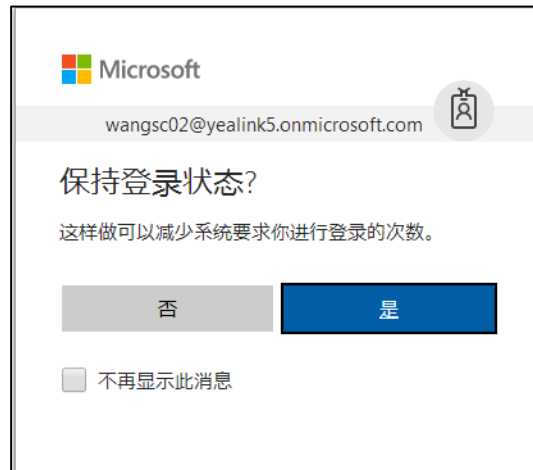 Microsoft
wangsc02@yealink5.onmicrosoft.com
保持登录状态?
这样做可以减少系统要求你进行登录的次数。
否
是
不再显示此消息